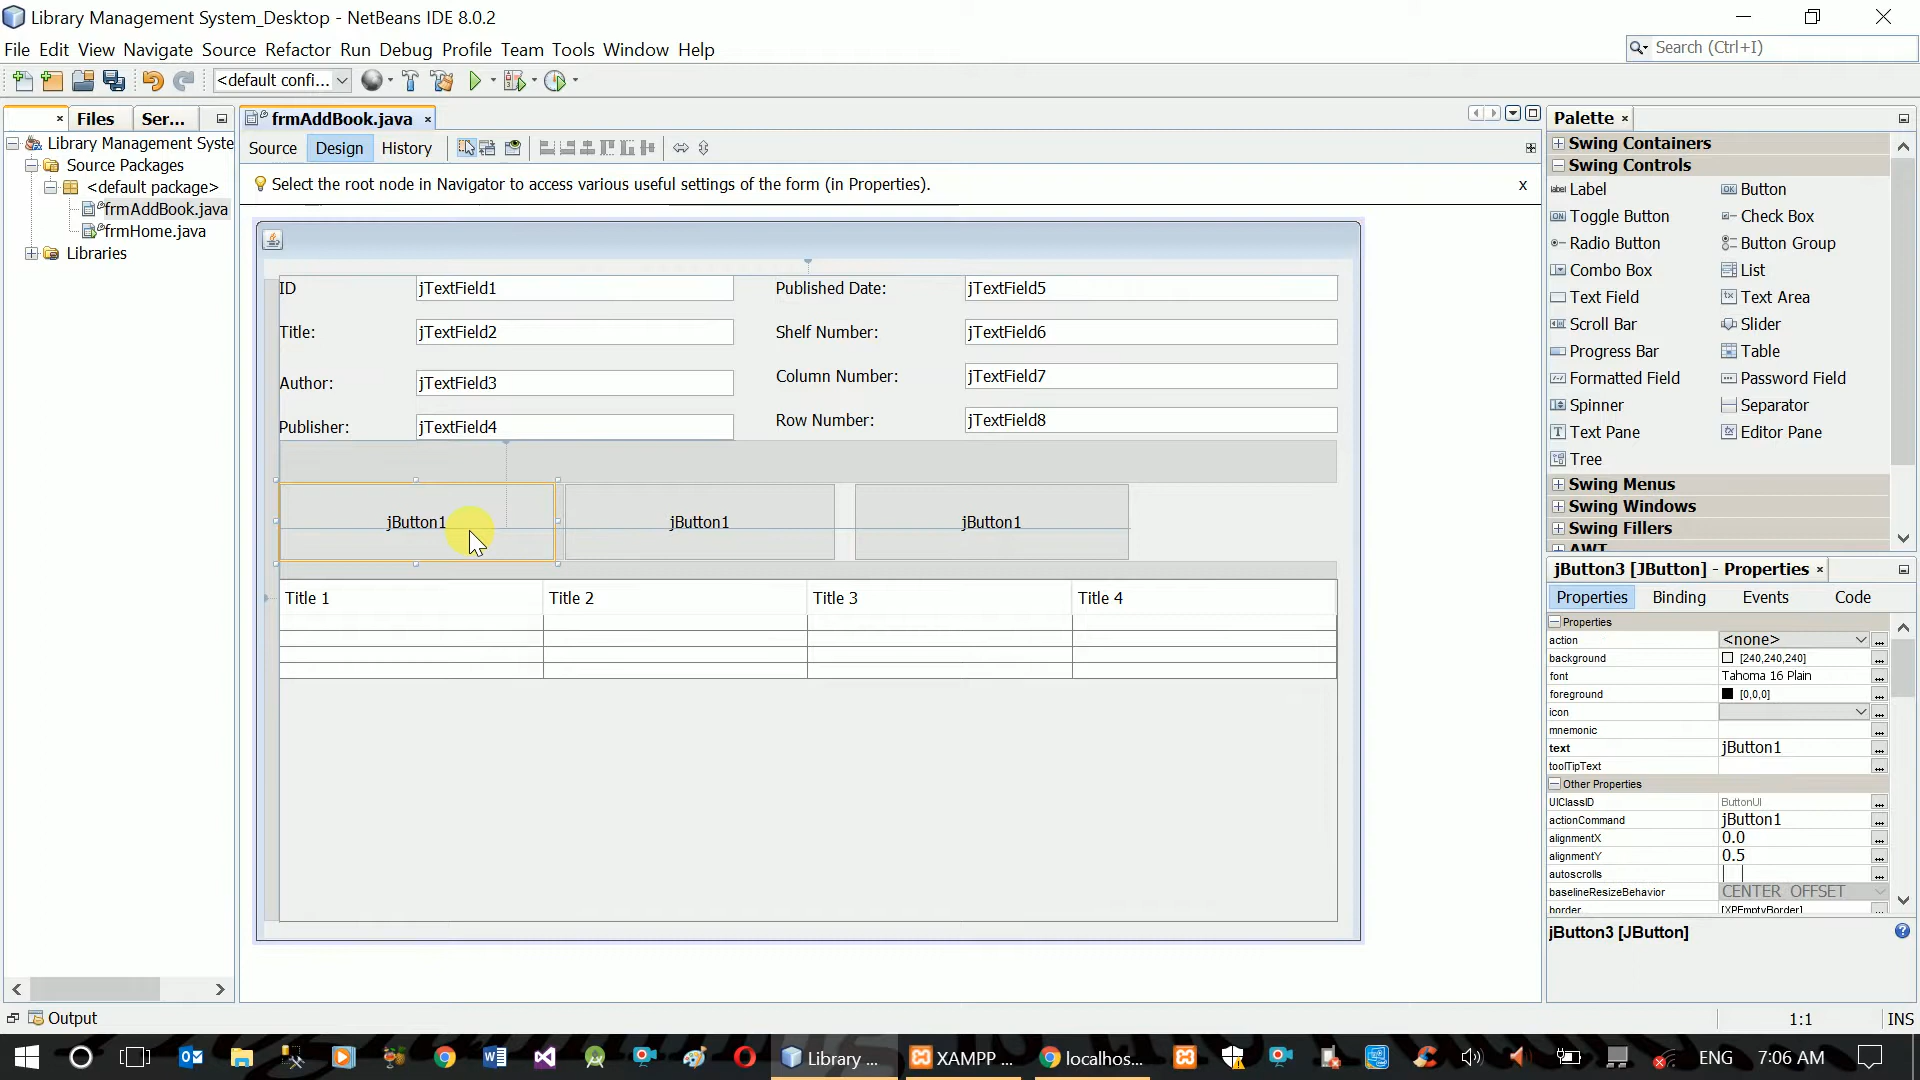 Library Management System_Desktop - NetBeans IDE 8.0.2
File Edit View Navigate Source Refactor Run Debug Profile Team Tools Window Help
Search (Ctrl+I)
<default confi...
Files Ser...
frmAddBook.java
Palette
Library Management Syste
Source Packages
<default package>
frmAddBook.java
frmHome.java
Libraries
Source Design History
Select the root node in Navigator to access various useful settings of the form (in Properties).
x
ID jTextField1 Published Date: jTextField5
Title: jTextField2 Shelf Number: jTextField6
Author: jTextField3 Column Number: jTextField7
Publisher: jTextField4 Row Number: jTextField8
jButton1 jButton1 jButton1
Title 1 Title 2 Title 3 Title 4
Swing Containers
Swing Controls
Label Button
Toggle Button Check Box
Radio Button Button Group
Combo Box List
Text Field Text Area
Scroll Bar Slider
Progress Bar Table
Formatted Field Password Field
Spinner Separator
Text Pane Editor Pane
Tree
Swing Menus
Swing Windows
Swing Fillers
AWT
jButton3 [JButton] - Properties
Properties Binding Events Code
Properties
action <none>
background [240,240,240]
font Tahoma 16 Plain
foreground [0,0,0]
icon
mnemonic
text jButton1
toolTipText
Other Properties
UIClassID ButtonUI
actionCommand jButton1
alignmentX 0.0
alignmentY 0.5
autoscrolls
baselineResizeBehavior CENTER_OFFSET
border [XPEmptyBorder]
jButton3 [JButton]
Output
1:1 INS
Library ... XAMPP ... localhos... ENG 7:06 AM